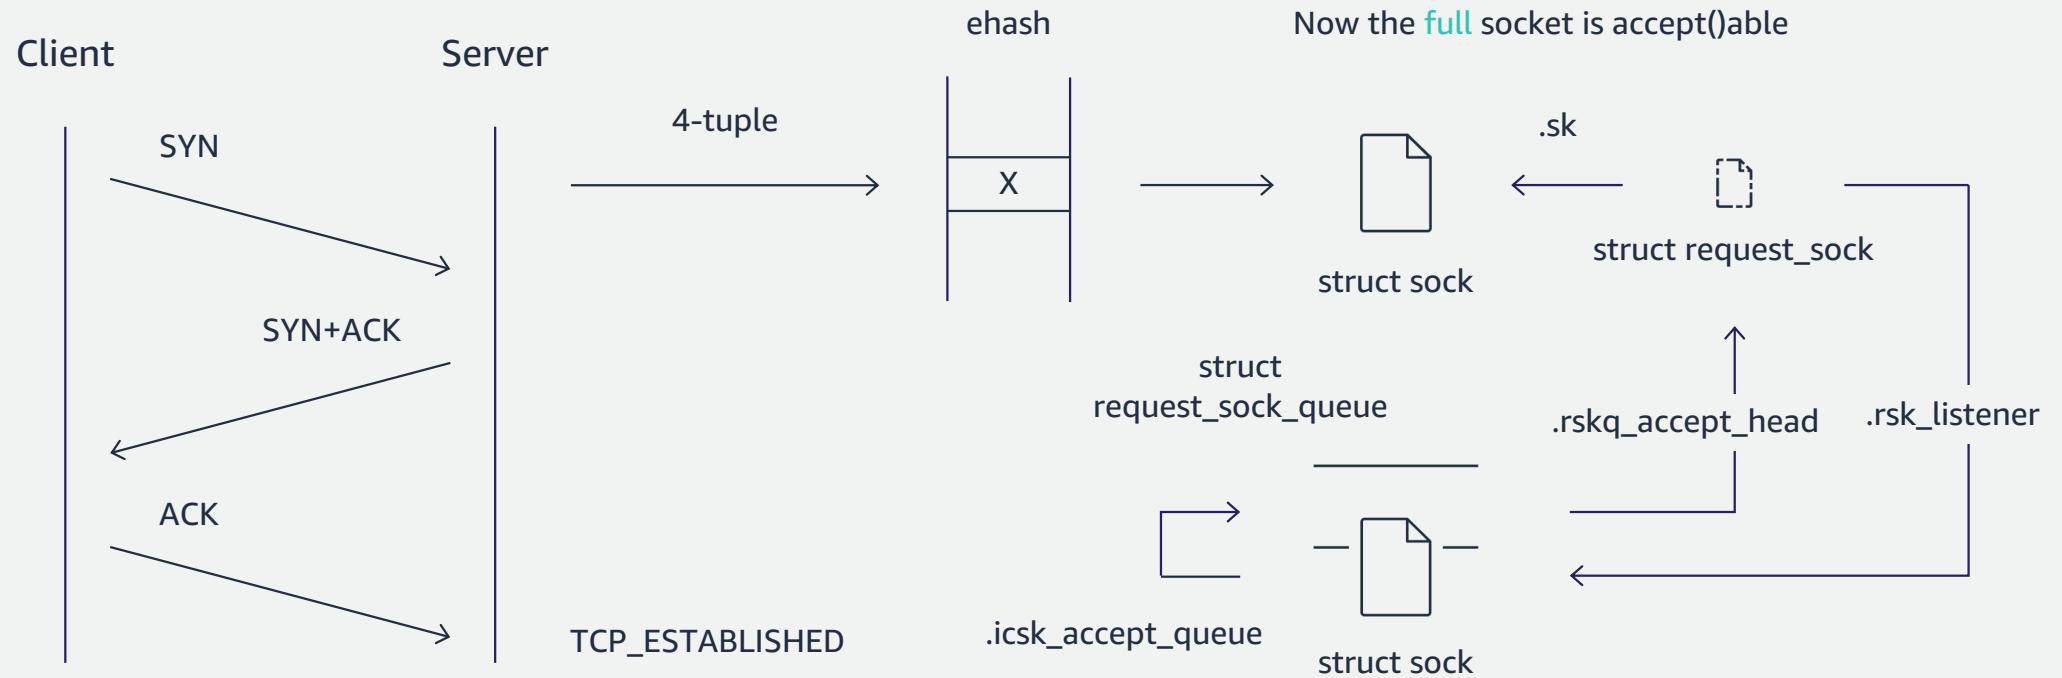 ehash
Now the full socket is accept()able
Client
Server
4-tuple
.sk
SYN
X
struct request_sock
struct sock
SYN+ACK
struct
request_sock_queue
.rskq_accept_head
.rsk_listener
ACK
.icsk_accept_queue
TCP_ESTABLISHED
struct sock